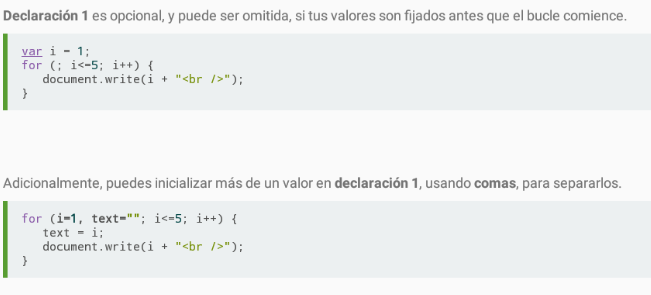 Declaración 1 es opcional, y puede ser omitida, si tus valores son fijados antes que el bucle comience.
var i = 1;
for (; i<=5; i++) {
   document.write(i + "<br />");
}
Adicionalmente, puedes inicializar más de un valor en declaración 1, usando comas, para separarlos.
for (i=1, text=""; i<=5; i++) {
   text = i;
   document.write(i + "<br />");
}